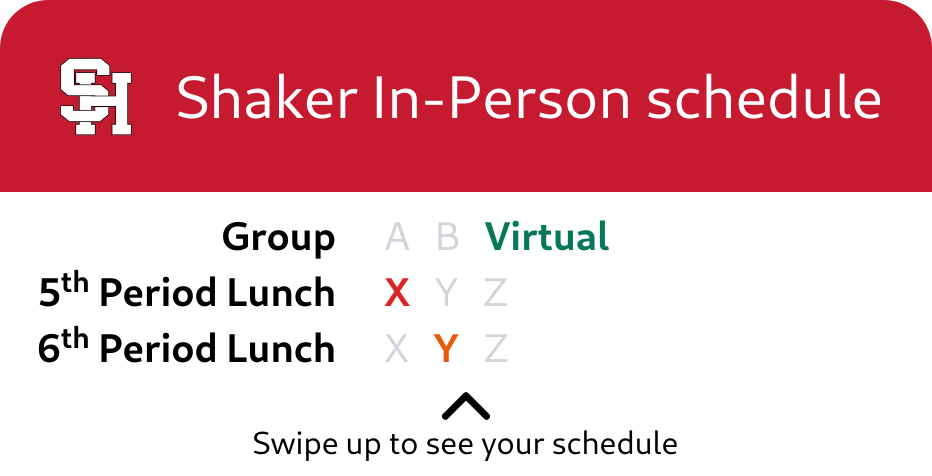 SH Shaker In-Person schedule
Group A B Virtual
5th Period Lunch X Y Z
6th Period Lunch X Y Z
Swipe up to see your schedule